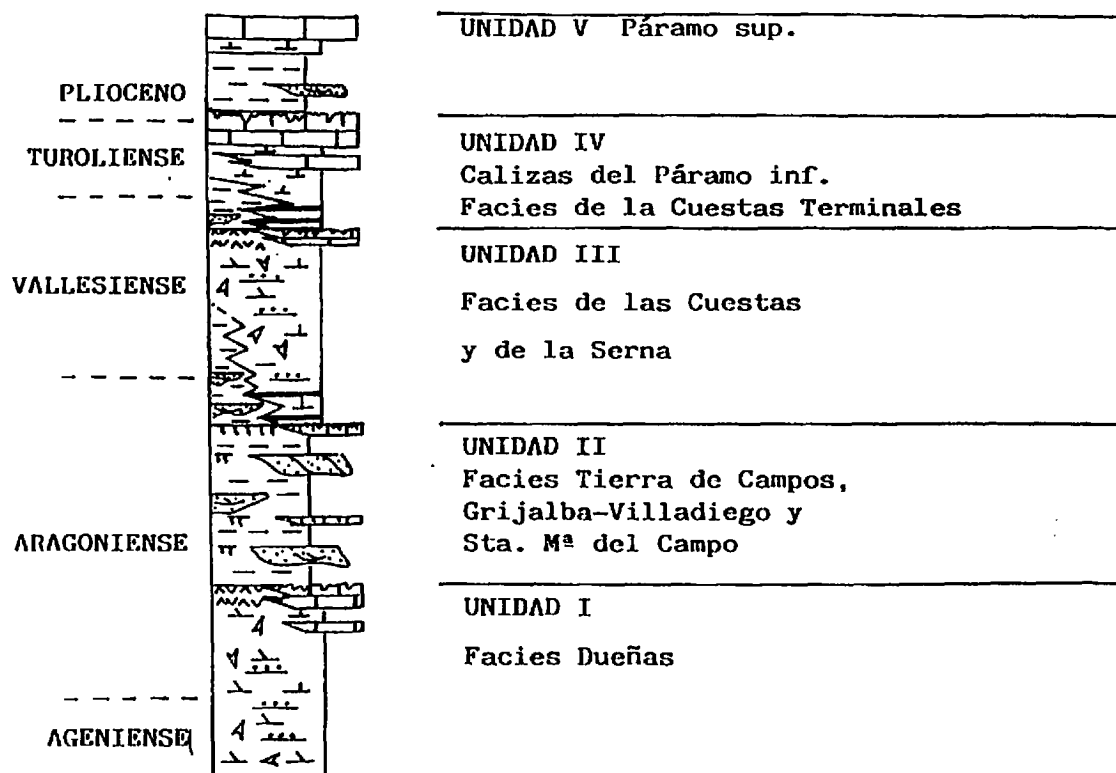 UNIDAD V Páramo sup.
PLIOCENO
TUROLIENSE
UNIDAD IV
Calizas del Páramo inf.
Facies de la Cuestas Terminales
VALLESIENSE
UNIDAD III
Facies de las Cuestas
y de la Serna
ARAGONIENSE
UNIDAD II
Facies Tierra de Campos,
Grijalba-Villadiego y
Sta. Mª del Campo
UNIDAD I
Facies Dueñas
AGENIENSE